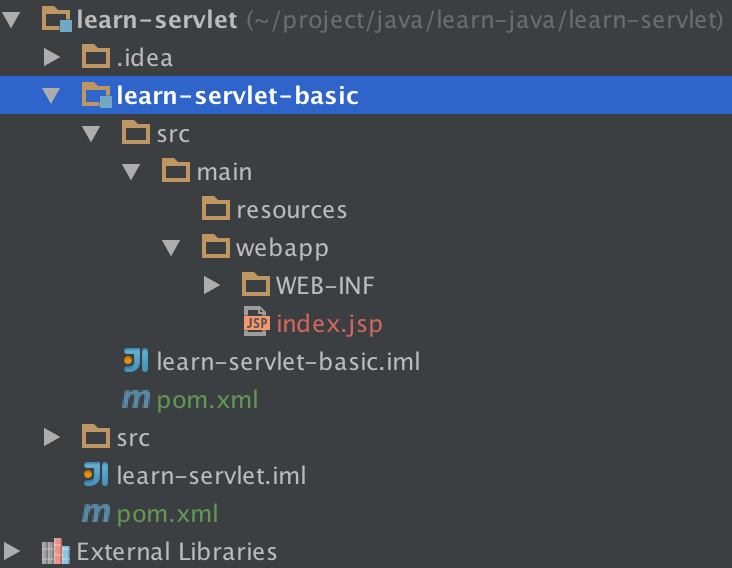 learn-servlet (~/project/java/learn-java/learn-servlet)
.idea
learn-servlet-basic
src
main
resources
webapp
WEB-INF
JSP index.jsp
learn-servlet-basic.iml
m pom.xml
src
learn-servlet.iml
m pom.xml
External Libraries